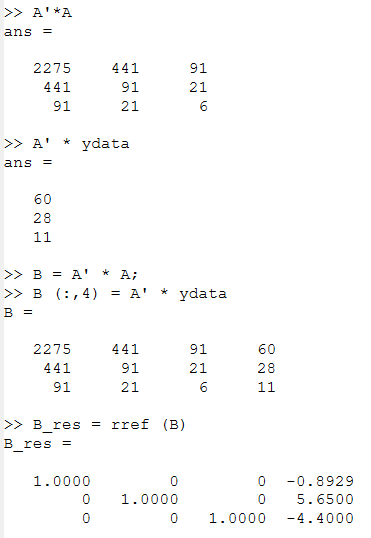 >> A'*A
ans =
2275 441 91
441 91 21
91 21 6
>> A' * ydata
ans =
60
28
11
>> B = A' * A;
>> B (:,4) = A' * ydata
B =
2275 441 91 60
441 91 21 28
91 21 6 11
>> B_res = rref (B)
B_res =
1.0000 0 0 -0.8929
0 1.0000 0 5.6500
0 0 1.0000 -4.4000